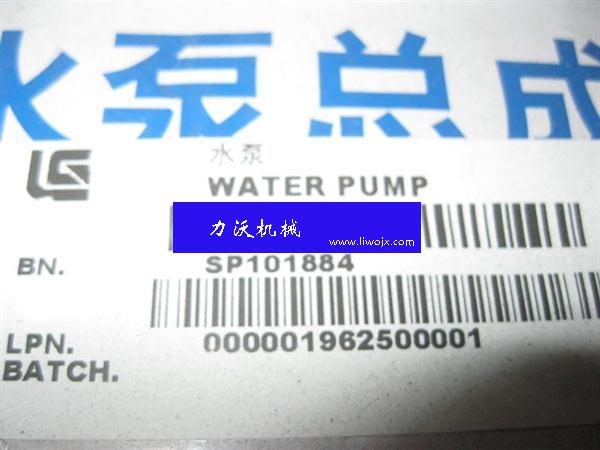 水泵总成
水泵
LG
WATER PUMP
力沃机械
www.liwojx.com
BN. SP101884
LPN. 000001962500001
BATCH.